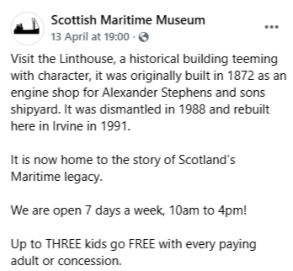 Scottish Maritime Museum
13 April at 19:00 ·
Visit the Linthouse, a historical building teeming
with character, it was originally built in 1872 as an
engine shop for Alexander Stephens and sons
shipyard. It was dismantled in 1988 and rebuilt
here in Irvine in 1991.
It is now home to the story of Scotland's
Maritime legacy.
We are open 7 days a week, 10am to 4pm!
Up to THREE kids go FREE with every paying
adult or concession.